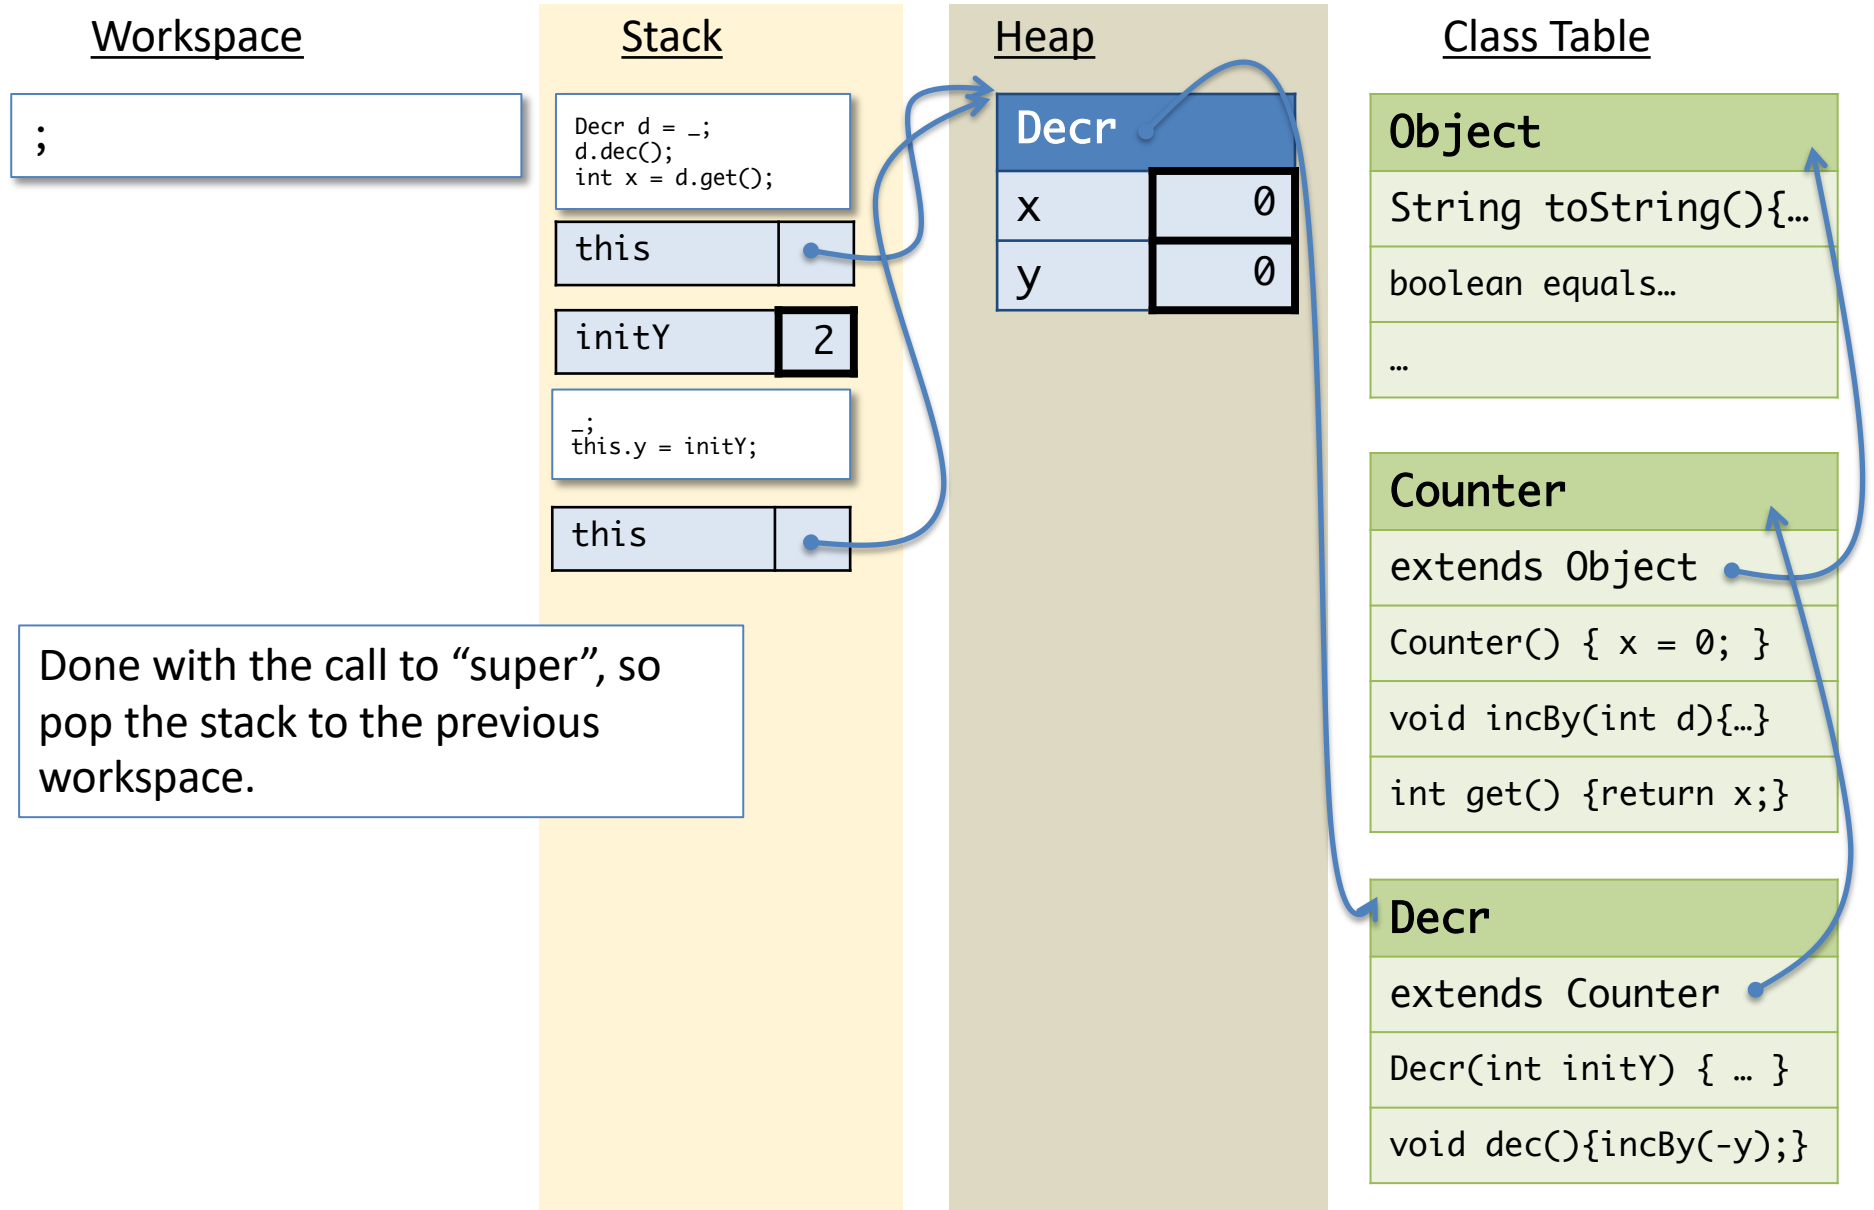 Workspace
;
Done with the call to “super”, so
pop the stack to the previous
workspace.
Stack
Decr d = _;
d.dec();
int x = d.get();
this
initY 2
_;
this.y = initY;
this
Heap
Decr
x 0
y 0
Class Table
Object
String toString(){…
boolean equals…
…
Counter
extends Object
Counter() { x = 0; }
void incBy(int d){…}
int get() {return x;}
Decr
extends Counter
Decr(int initY) { … }
void dec(){incBy(-y);}